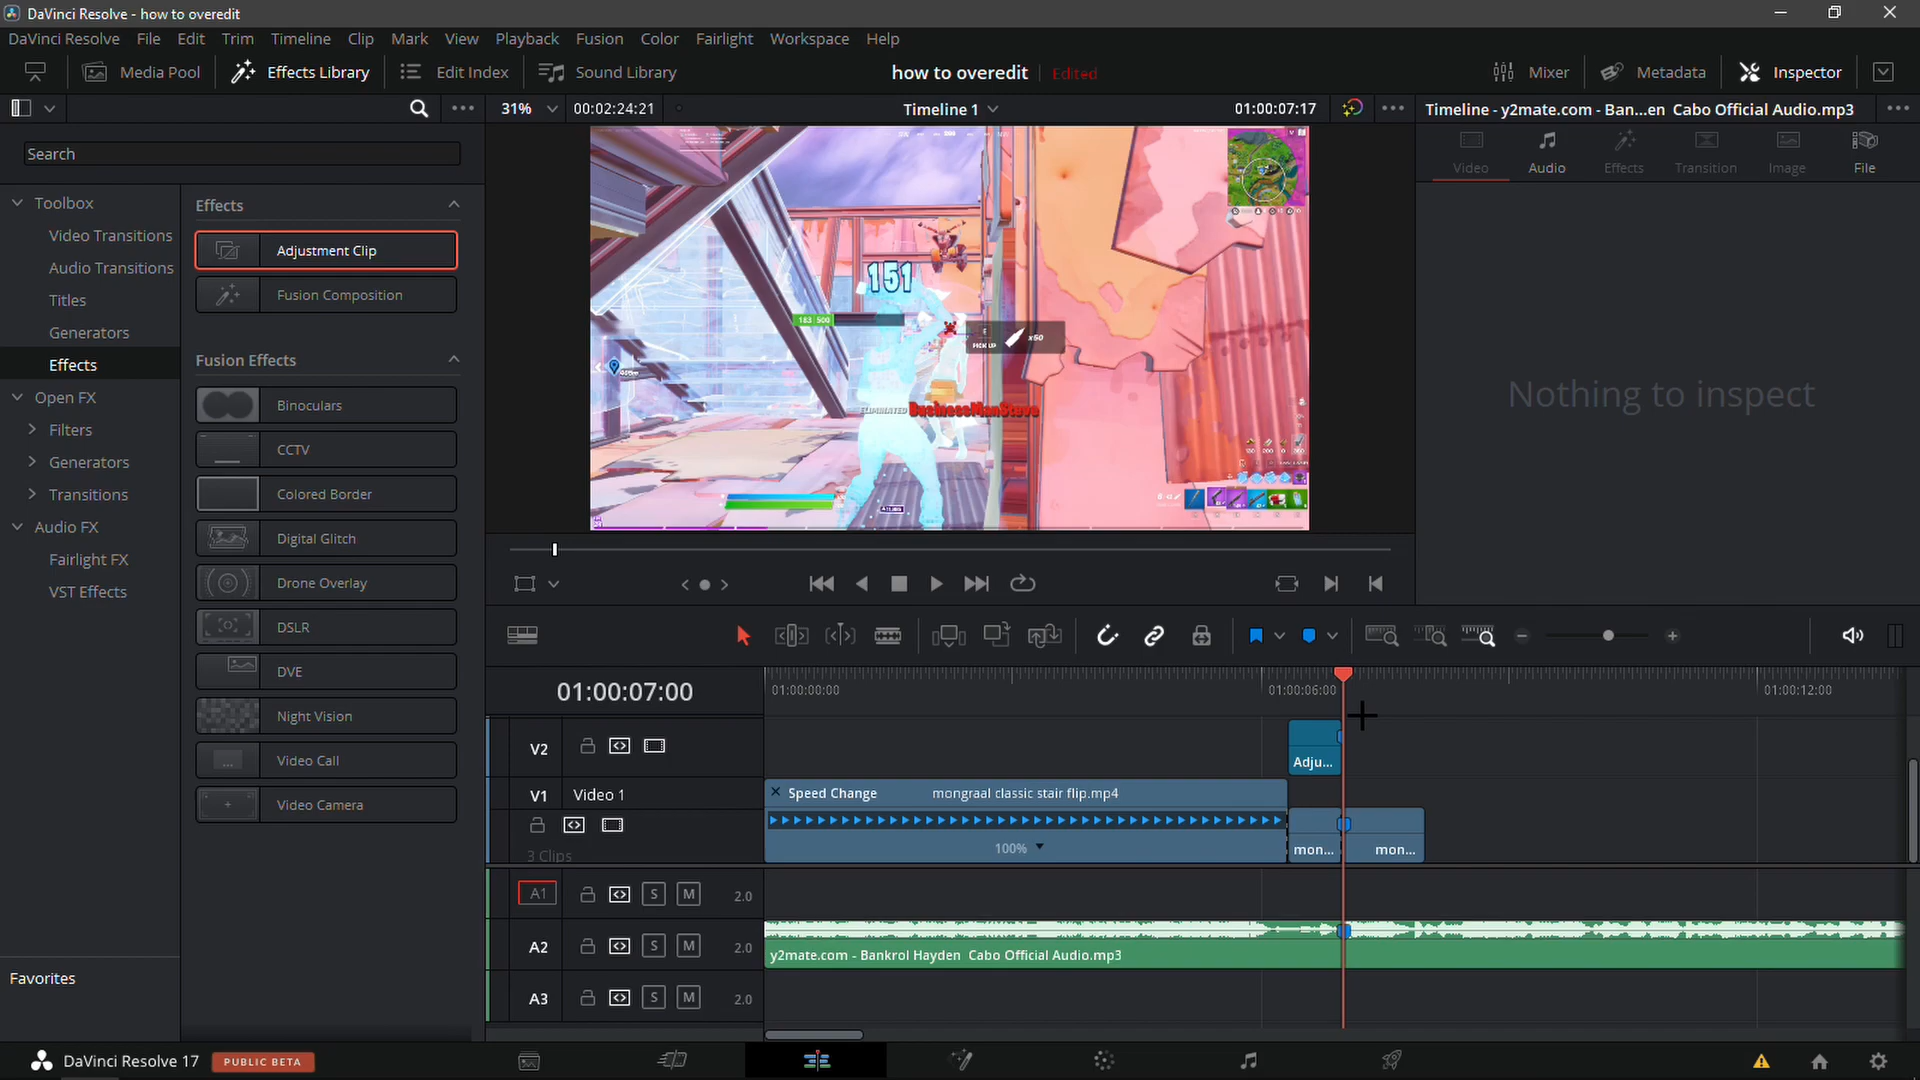 DaVinci Resolve - how to overedit
DaVinci Resolve File Edit Trim Timeline Clip Mark View Playback Fusion Color Fairlight Workspace Help
Media Pool Effects Library Edit Index Sound Library how to overedit Edited Mixer Metadata Inspector
31% 00:02:24:21 Timeline 1 01:00:07:17 Timeline - y2mate.com - Ban...en Cabo Official Audio.mp3
Search
Video Audio Effects Transition Image File
Toolbox
Video Transitions
Audio Transitions
Titles
Generators
Effects
Open FX
Filters
Generators
Transitions
Audio FX
Fairlight FX
VST Effects
Favorites
Effects
Adjustment Clip
Fusion Composition
Fusion Effects
Binoculars
CCTV
Colored Border
Digital Glitch
Drone Overlay
DSLR
DVE
Night Vision
Video Call
Video Camera
151
183 500
PICK UP x50
ELIMINATED BusinessManSteve
Nothing to inspect
01:00:07:00
01:00:00:00 01:00:06:00 01:00:12:00
V2
Adju...
V1 Video 1
Speed Change mongraal classic stair flip.mp4
100%
3 Clips
mon... mon...
A1 S M 2.0
A2 S M 2.0
y2mate.com - Bankrol Hayden Cabo Official Audio.mp3
A3 S M 2.0
DaVinci Resolve 17 PUBLIC BETA